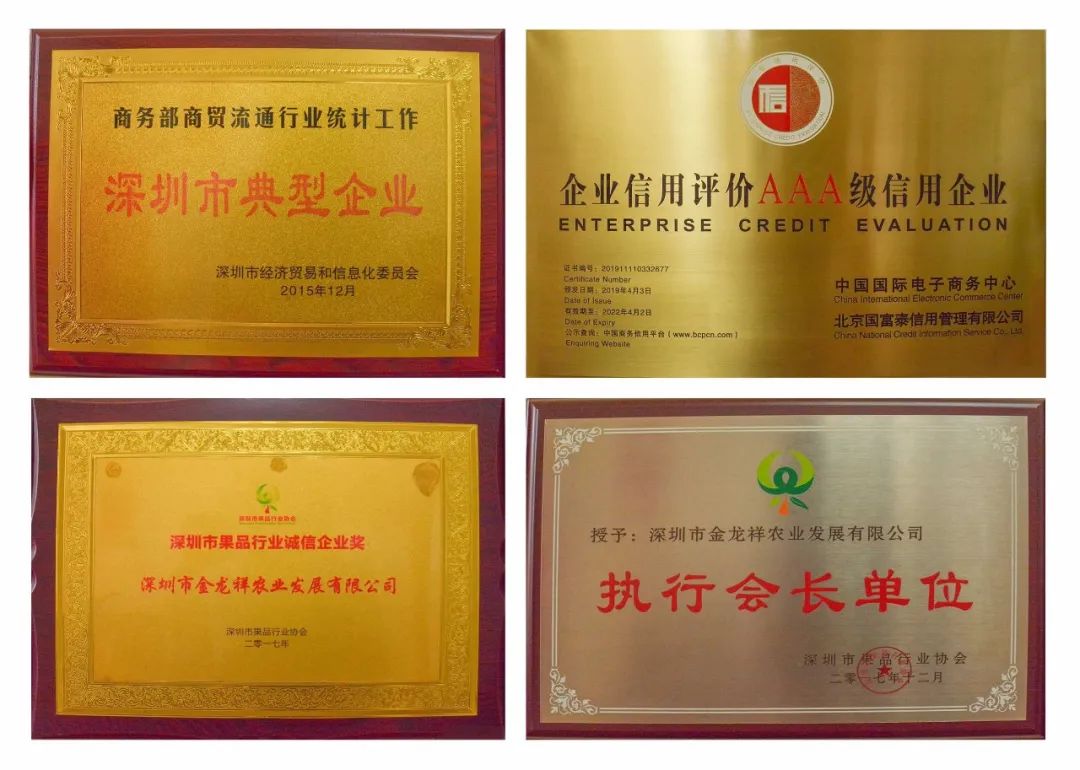 商务部商贸流通行业统计工作
深圳市典型企业
深圳市经济贸易和信息化委员会
2015年12月
信
企业信用评价AAA级信用企业
ENTERPRISE CREDIT EVALUATION
证书编号：201911110332677
Certificate Number
颁发日期：2019年4月3日
Date of Issue
有效期至：2022年4月2日
Date of Expiry
公示查询：中国商务信用平台（www.bcpcn.com）
Enquiring Website
中国国际电子商务中心
China International Electronic Commerce Center
北京国富泰信用管理有限公司
China National Credit Information Service Co., Ltd.
深圳市果品行业协会
深圳市果品行业诚信企业奖
深圳市金龙祥农业发展有限公司
深圳市果品行业协会
二零一七年
授予：深圳市金龙祥农业发展有限公司
执行会长单位
深圳市果品行业协会
二零一七年十二月